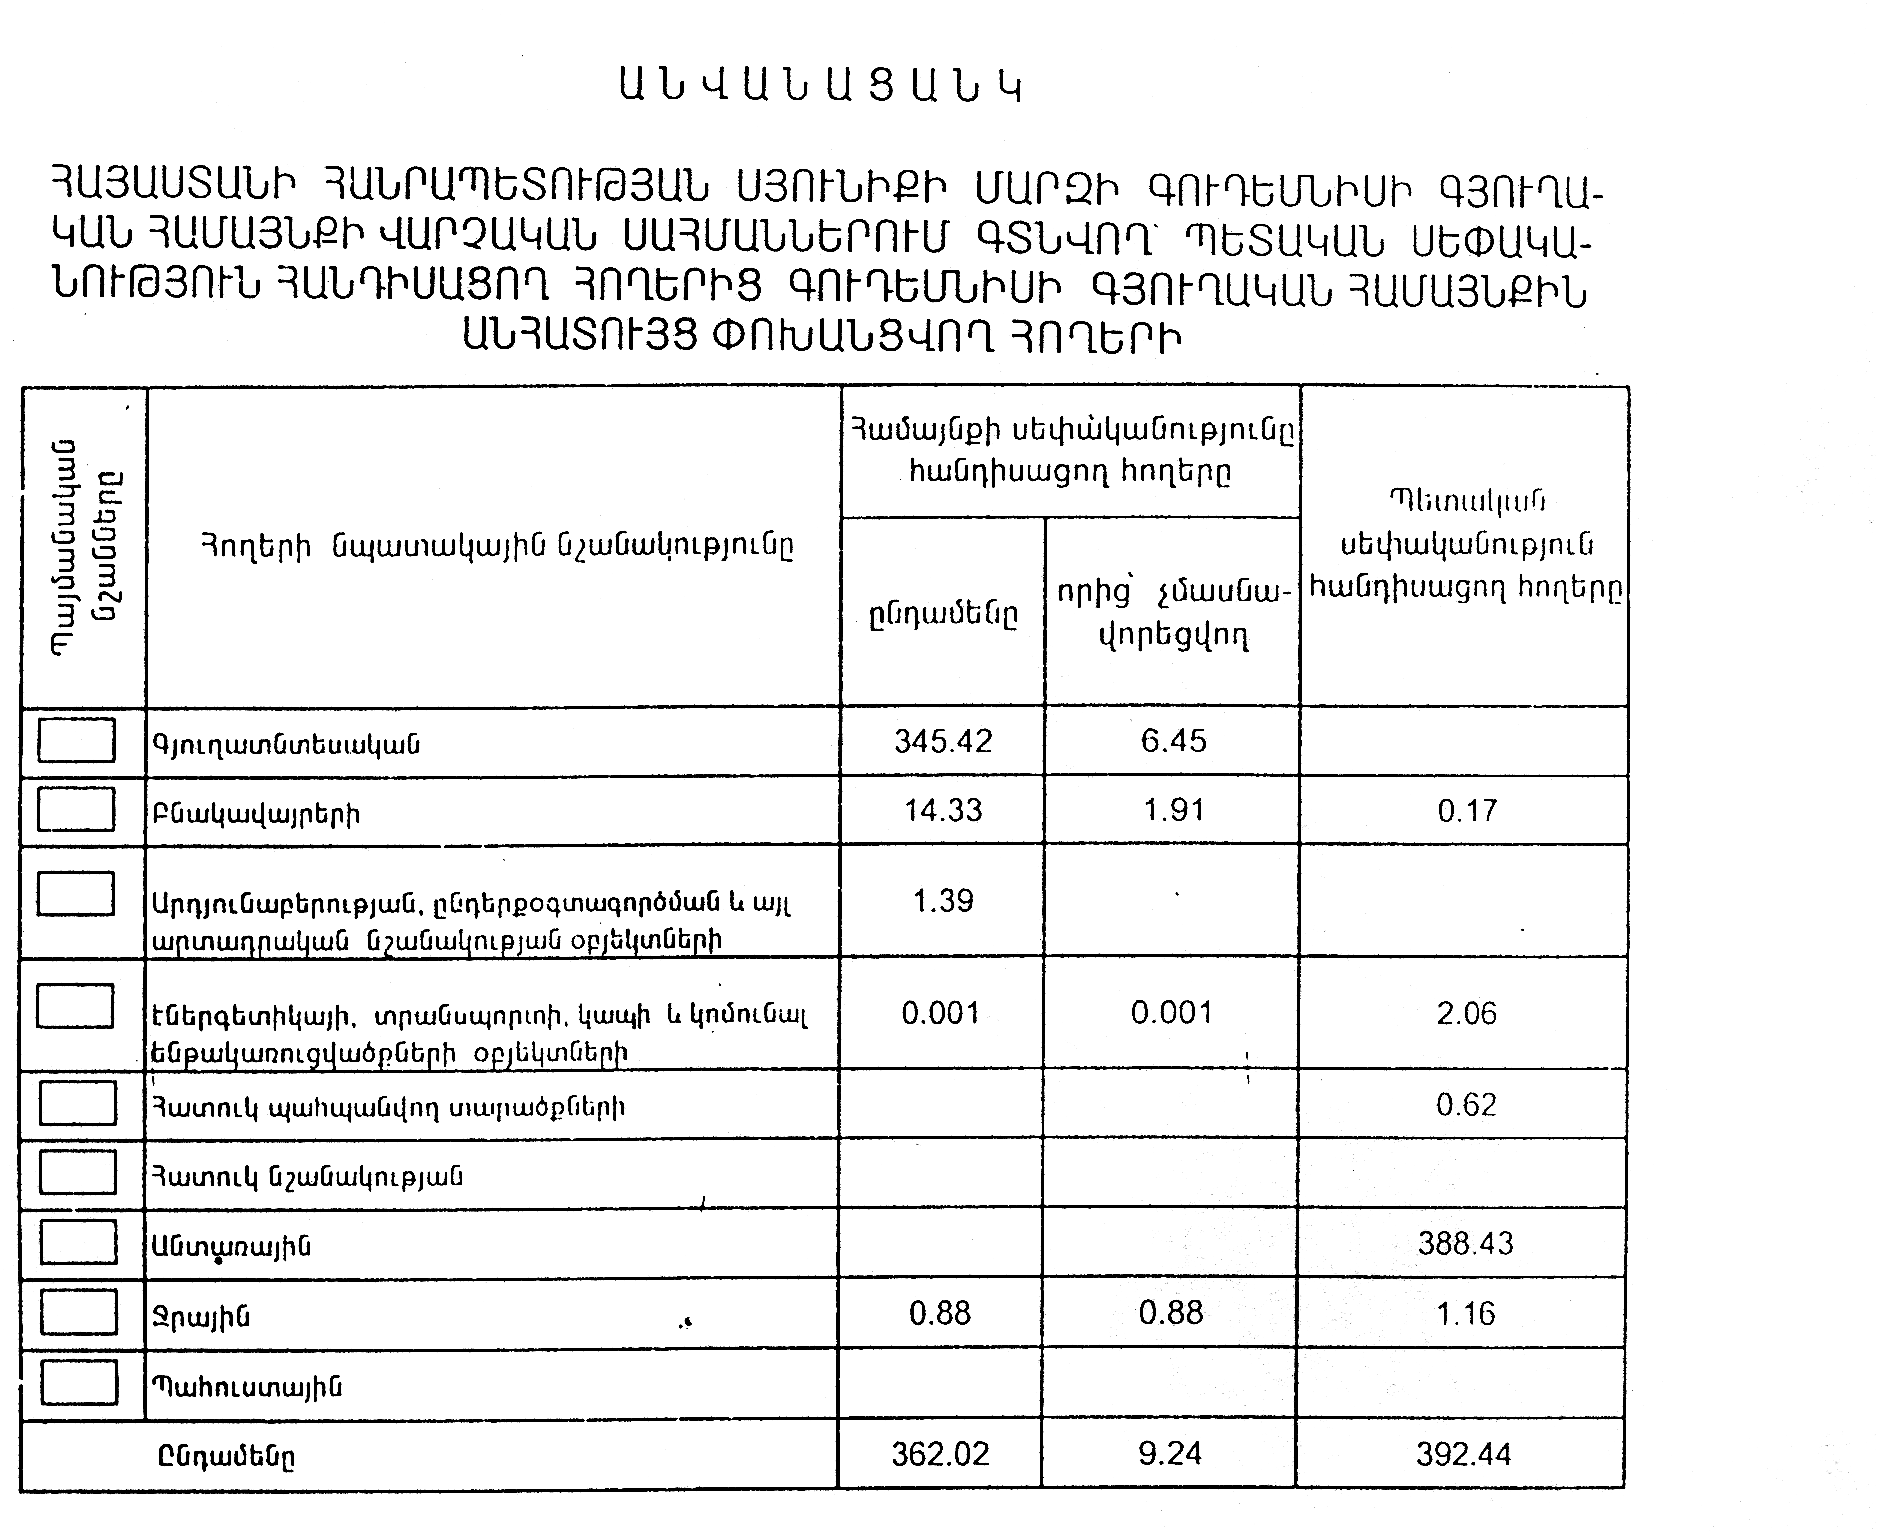 ԱՆՎԱՆԱՑԱՆԿ
ՀԱՅԱՍՏԱՆԻ ՀԱՆՐԱՊԵՏՈՒԹՅԱՆ ՍՅՈՒՆԻՔԻ ՄԱՐԶԻ ԳՈՒԴԵՄՆԻՍԻ ԳՅՈՒՂԱ-
ԿԱՆ ՀԱՄԱՅՆՔԻ ՎԱՐՉԱԿԱՆ ՍԱՀՄԱՆՆԵՐՈՒՄ ԳՏՆՎՈՂ ՊԵՏԱԿԱՆ ՍԵՓԱԿԱ-
ՆՈՒԹՅՈՒՆ ՀԱՆԴԻՍԱՑՈՂ ՀՈՂԵՐԻՑ ԳՈՒԴԵՄՆԻՍԻ ԳՅՈՒՂԱԿԱՆ ՀԱՄԱՅՆՔԻՆ
ԱՆՀԱՏՈՒՅՑ ՓՈԽԱՆՑՎՈՂ ՀՈՂԵՐԻ
Պայմանական
նշանները
Հողերի նպատակային նշանակությունը
Համայնքի սեփականությունը
հանդիսացող հողերը
ընդամենը
որից՝ չմասնա-
վորեցվող
Պետական
սեփականություն
հանդիսացող հողերը
Գյուղատնտեսական 345.42 6.45
Բնակավայրերի 14.33 1.91 0.17
Արդյունաբերության, ընդերքօգտագործման և այլ 1.39
արտադրական նշանակության օբյեկտների
էներգետիկայի, տրանսպորտի, կապի և կոմունալ 0.001 0.001 2.06
ենթակառուցվածքների օբյեկտների
Հատուկ պահպանվող տարածքների 0.62
Հատուկ նշանակության
Անտառային 388.43
Ջրային 0.88 0.88 1.16
Պահուստային
Ընդամենը 362.02 9.24 392.44